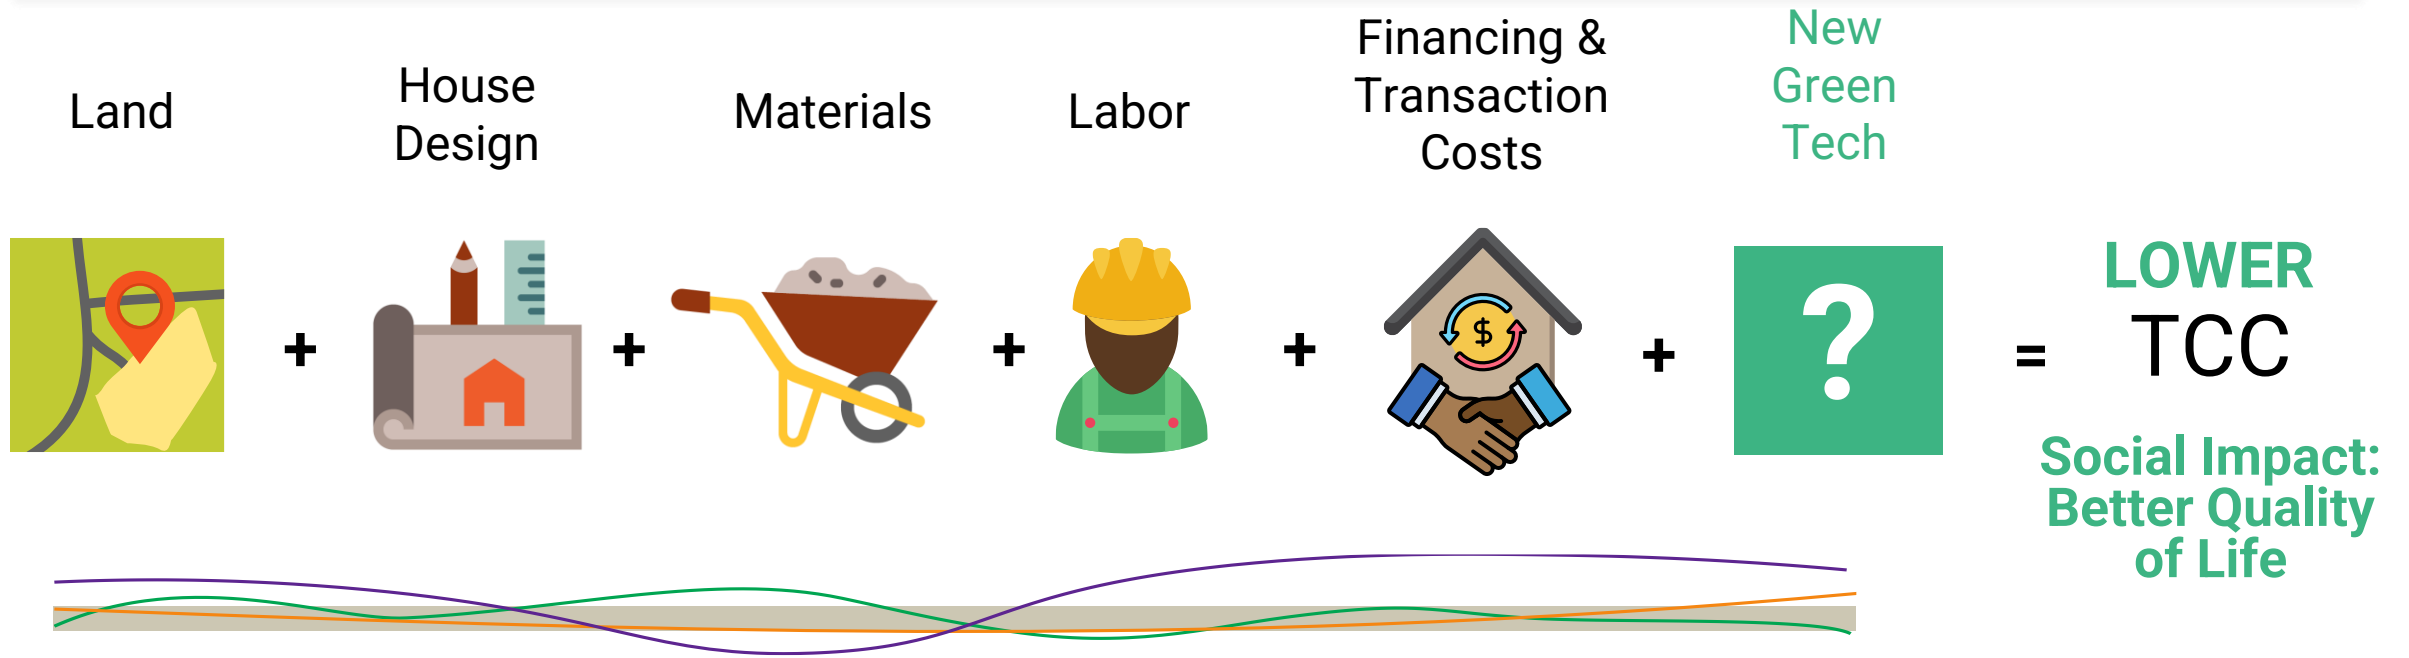 Land
House
Design
Materials
Labor
Financing &
Transaction
Costs
New
Green
Tech
+
+
+
+
$
+
?
=
LOWER
TCC
Social Impact:
Better Quality
of Life